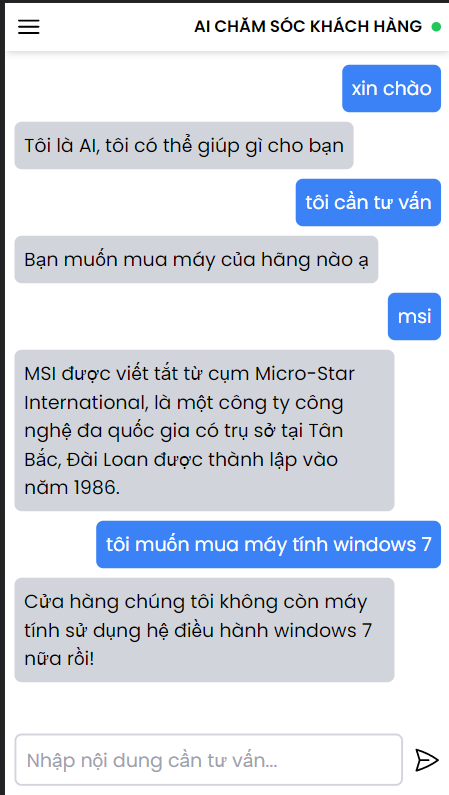 AI CHĂM SÓC KHÁCH HÀNG
xin chào
Tôi là AI, tôi có thể giúp gì cho bạn
tôi cần tư vấn
Bạn muốn mua máy của hãng nào ạ
msi
MSI được viết tắt từ cụm Micro-Star
International, là một công ty công
nghệ đa quốc gia có trụ sở tại Tân
Bắc, Đài Loan được thành lập vào
năm 1986.
tôi muốn mua máy tính windows 7
Cửa hàng chúng tôi không còn máy
tính sử dụng hệ điều hành windows 7
nữa rồi!
Nhập nội dung cần tư vấn...